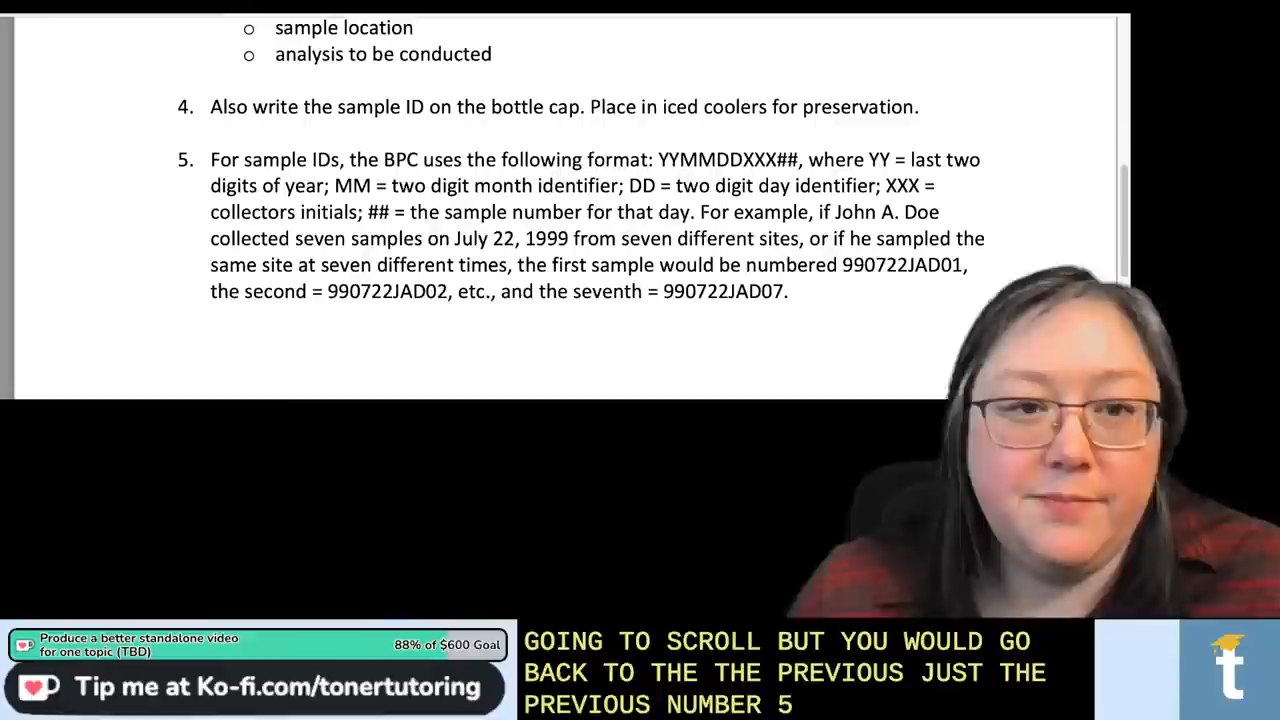 o sample location
o analysis to be conducted
4. Also write the sample ID on the bottle cap. Place in iced coolers for preservation.
5. For sample IDs, the BPC uses the following format: YYMMDDXXX##, where YY = last two
digits of year; MM = two digit month identifier; DD = two digit day identifier; XXX =
collectors initials; ## = the sample number for that day. For example, if John A. Doe
collected seven samples on July 22, 1999 from seven different sites, or if he sampled the
same site at seven different times, the first sample would be numbered 990722JAD01,
the second = 990722JAD02, etc., and the seventh = 990722JAD07.
Produce a better standalone video
for one topic (TBD)
88% of $600 Goal
Tip me at Ko-fi.com/tonertutoring
GOING TO SCROLL BUT YOU WOULD GO
BACK TO THE THE PREVIOUS JUST THE
PREVIOUS NUMBER 5
t